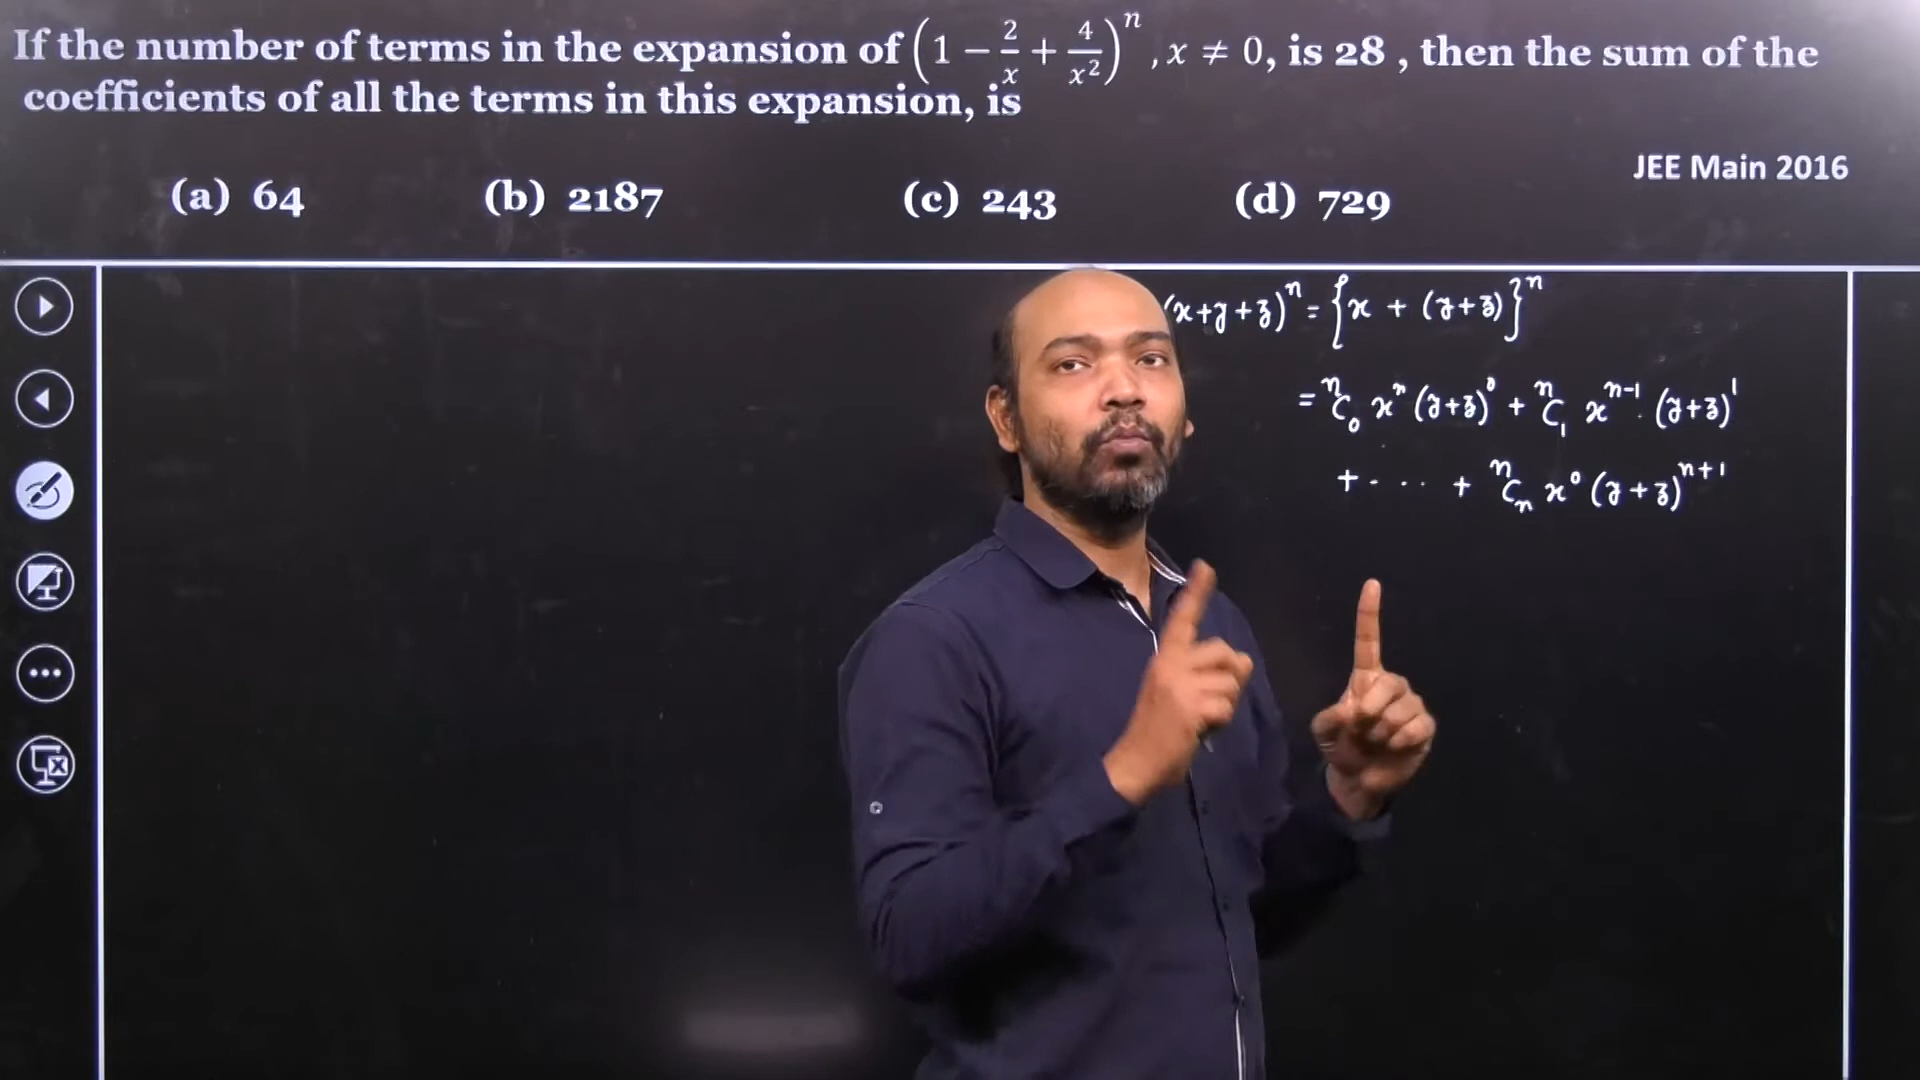 If the number of terms in the expansion of (1 − 2/x + 4/x²)ⁿ , x ≠ 0, is 28 , then the sum of the
coefficients of all the terms in this expansion, is
JEE Main 2016
(a) 64 (b) 2187 (c) 243 (d) 729
(x+y+z)ⁿ = {x + (y+z)}ⁿ
= ⁿC₀ xⁿ (y+z)⁰ + ⁿC₁ xⁿ⁻¹ . (y+z)¹
+ . . . . + ⁿCₙ x⁰ (y+z)ⁿ⁺¹